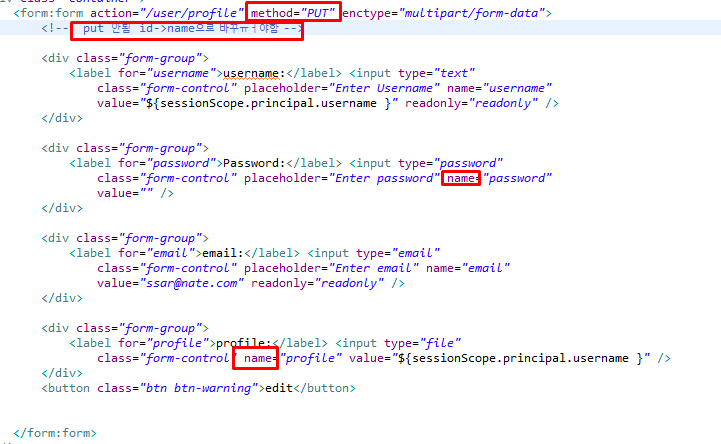 <form:form action="/user/profile" method="PUT" enctype="multipart/form-data">
<!-- put 안됨 id->name으로 바꾸ㅠㅕ야함 -->
<div class="form-group">
<label for="username">username:</label> <input type="text"
class="form-control" placeholder="Enter Username" name="username"
value="${sessionScope.principal.username }" readonly="readonly" />
</div>
<div class="form-group">
<label for="password">Password:</label> <input type="password"
class="form-control" placeholder="Enter password" name="password"
value="" />
</div>
<div class="form-group">
<label for="email">email:</label> <input type="email"
class="form-control" placeholder="Enter email" name="email"
value="ssar@nate.com" readonly="readonly" />
</div>
<div class="form-group">
<label for="profile">profile:</label> <input type="file"
class="form-control" name="profile" value="${sessionScope.principal.username }" />
</div>
<button class="btn btn-warning">edit</button>
</form:form>